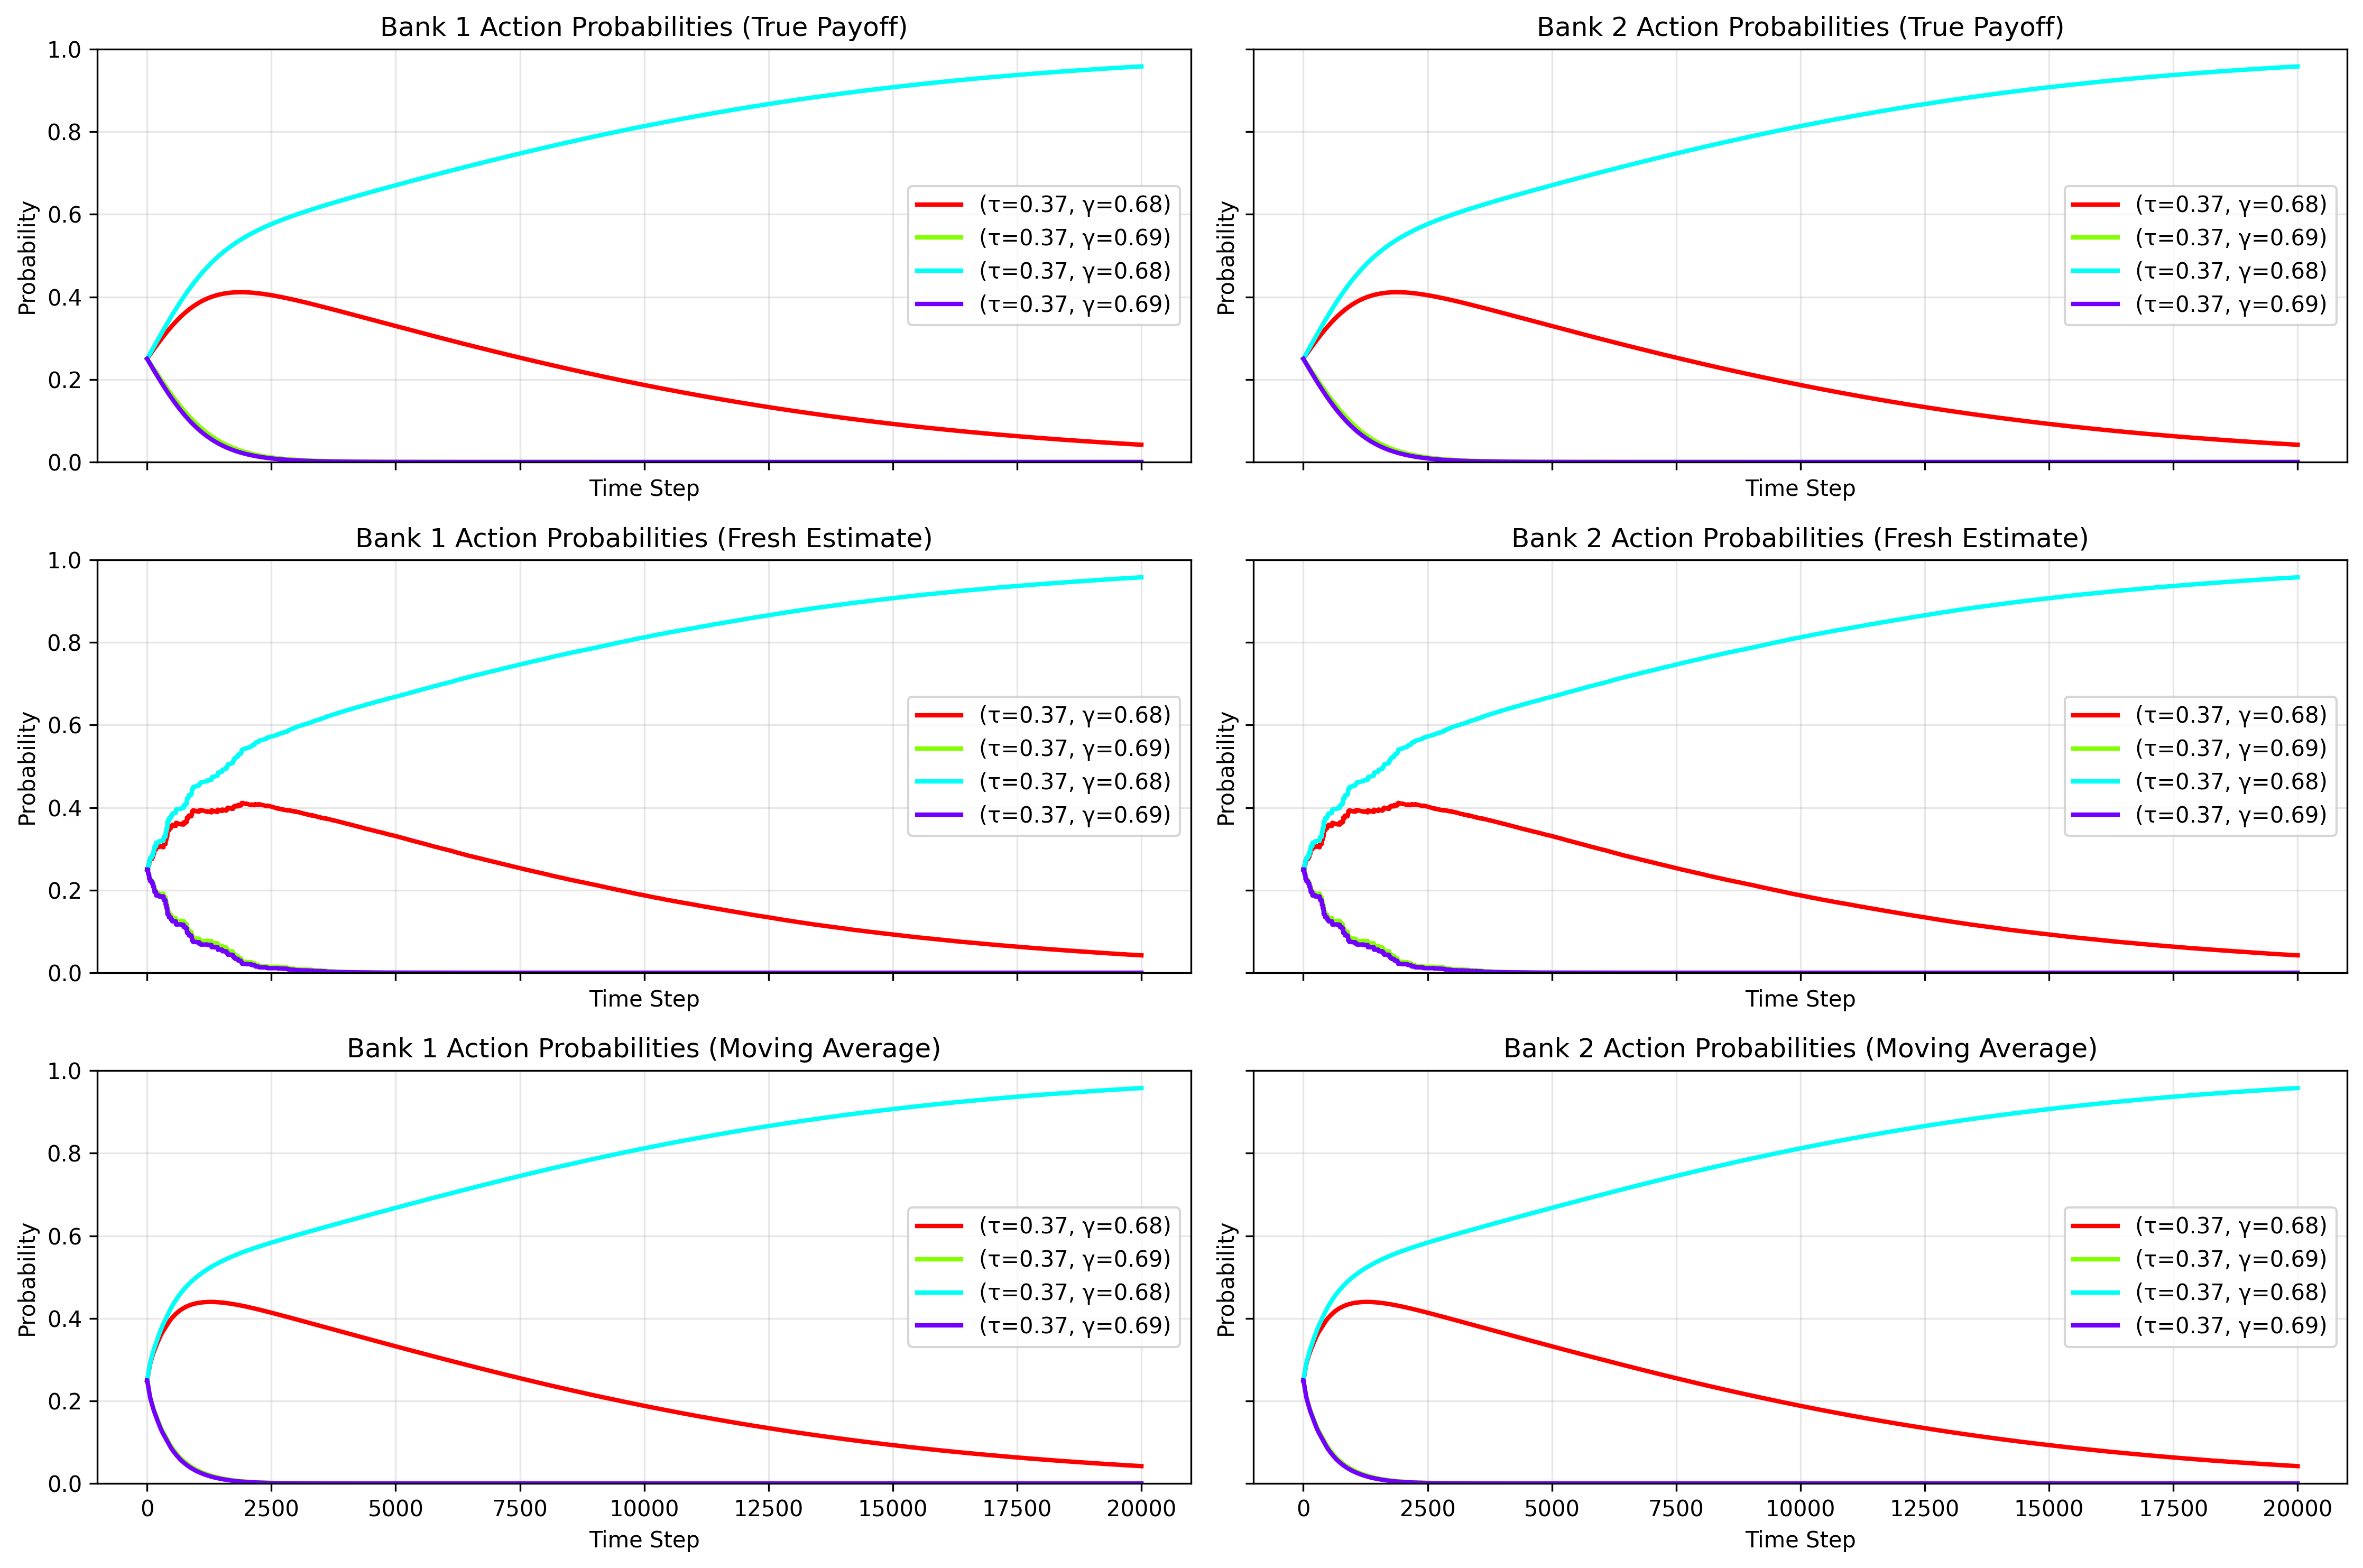 Bank 1 Action Probabilities (True Payoff)
1.0
0.8
0.6
0.4
0.2
0.0
Probability
(τ=0.37, γ=0.68)
(τ=0.37, γ=0.69)
(τ=0.37, γ=0.68)
(τ=0.37, γ=0.69)
Time Step
Bank 2 Action Probabilities (True Payoff)
Probability
(τ=0.37, γ=0.68)
(τ=0.37, γ=0.69)
(τ=0.37, γ=0.68)
(τ=0.37, γ=0.69)
Time Step
Bank 1 Action Probabilities (Fresh Estimate)
1.0
0.8
0.6
0.4
0.2
0.0
Probability
(τ=0.37, γ=0.68)
(τ=0.37, γ=0.69)
(τ=0.37, γ=0.68)
(τ=0.37, γ=0.69)
Time Step
Bank 2 Action Probabilities (Fresh Estimate)
Probability
(τ=0.37, γ=0.68)
(τ=0.37, γ=0.69)
(τ=0.37, γ=0.68)
(τ=0.37, γ=0.69)
Time Step
Bank 1 Action Probabilities (Moving Average)
1.0
0.8
0.6
0.4
0.2
0.0
Probability
(τ=0.37, γ=0.68)
(τ=0.37, γ=0.69)
(τ=0.37, γ=0.68)
(τ=0.37, γ=0.69)
0 2500 5000 7500 10000 12500 15000 17500 20000
Time Step
Bank 2 Action Probabilities (Moving Average)
Probability
(τ=0.37, γ=0.68)
(τ=0.37, γ=0.69)
(τ=0.37, γ=0.68)
(τ=0.37, γ=0.69)
0 2500 5000 7500 10000 12500 15000 17500 20000
Time Step